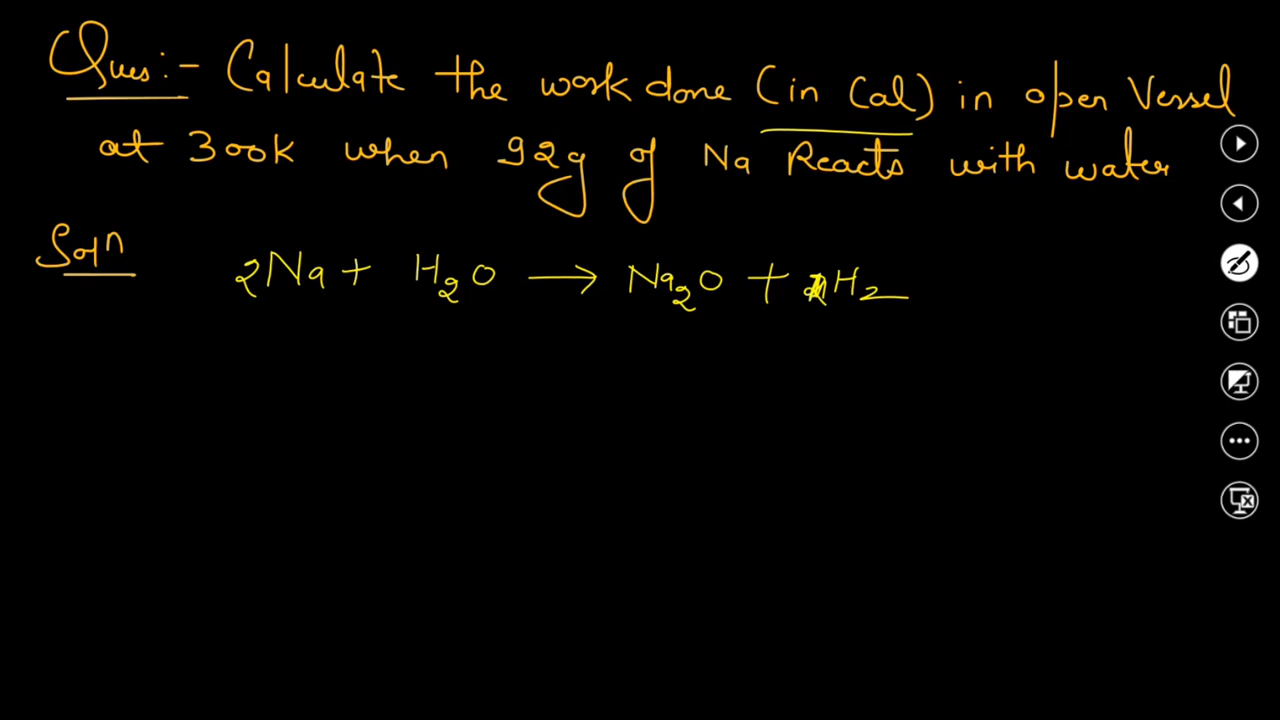 Ques:- Calculate the work done (in Cal) in open Vessel
at 300K when 92g of Na Reacts with water
Soln
2Na + H2O → Na2O + H2